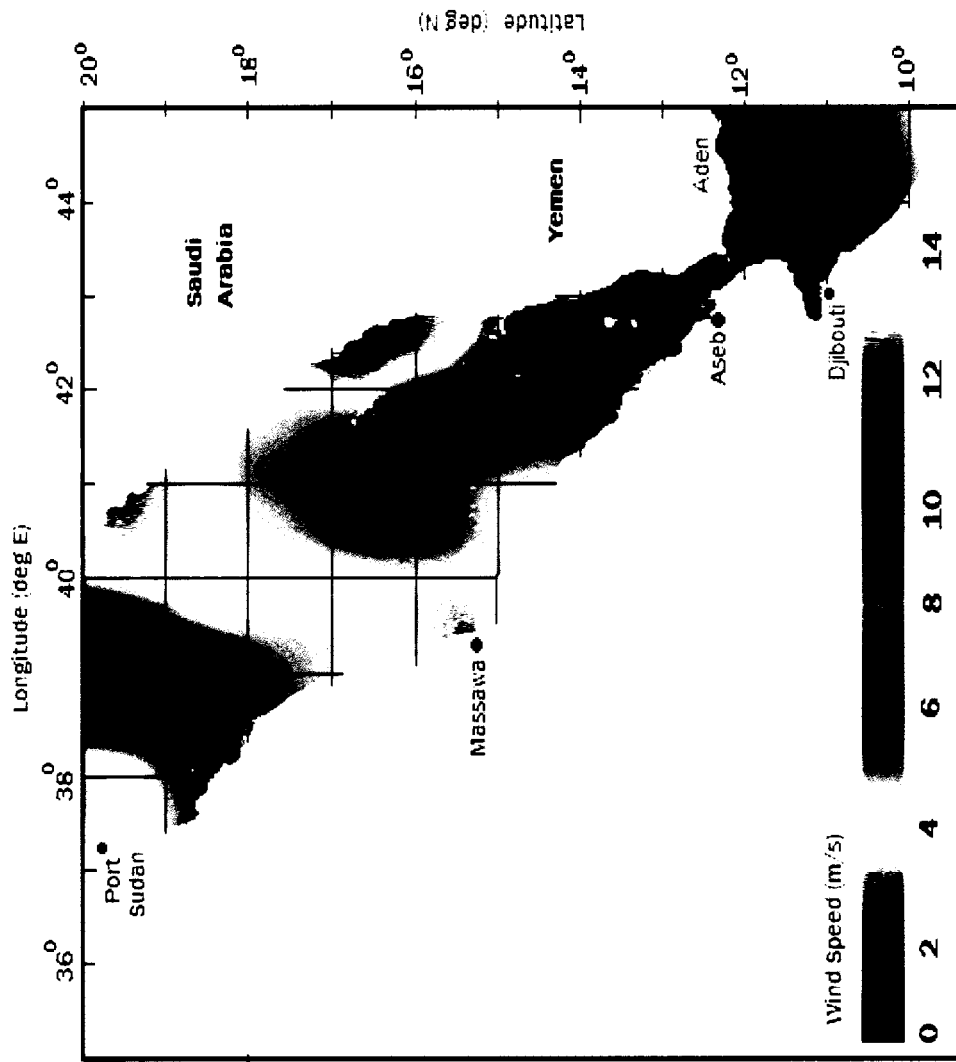 Longitude (deg E)
36° 38° 40° 42° 44°
20°
18°
16°
14°
12°
10°
Latitude (deg N)
Port
Sudan
Saudi
Arabia
Yemen
Massawa
Aseb
Aden
Djibouti
Wind speed (m/s)
0 2 4 6 8 10 12 14